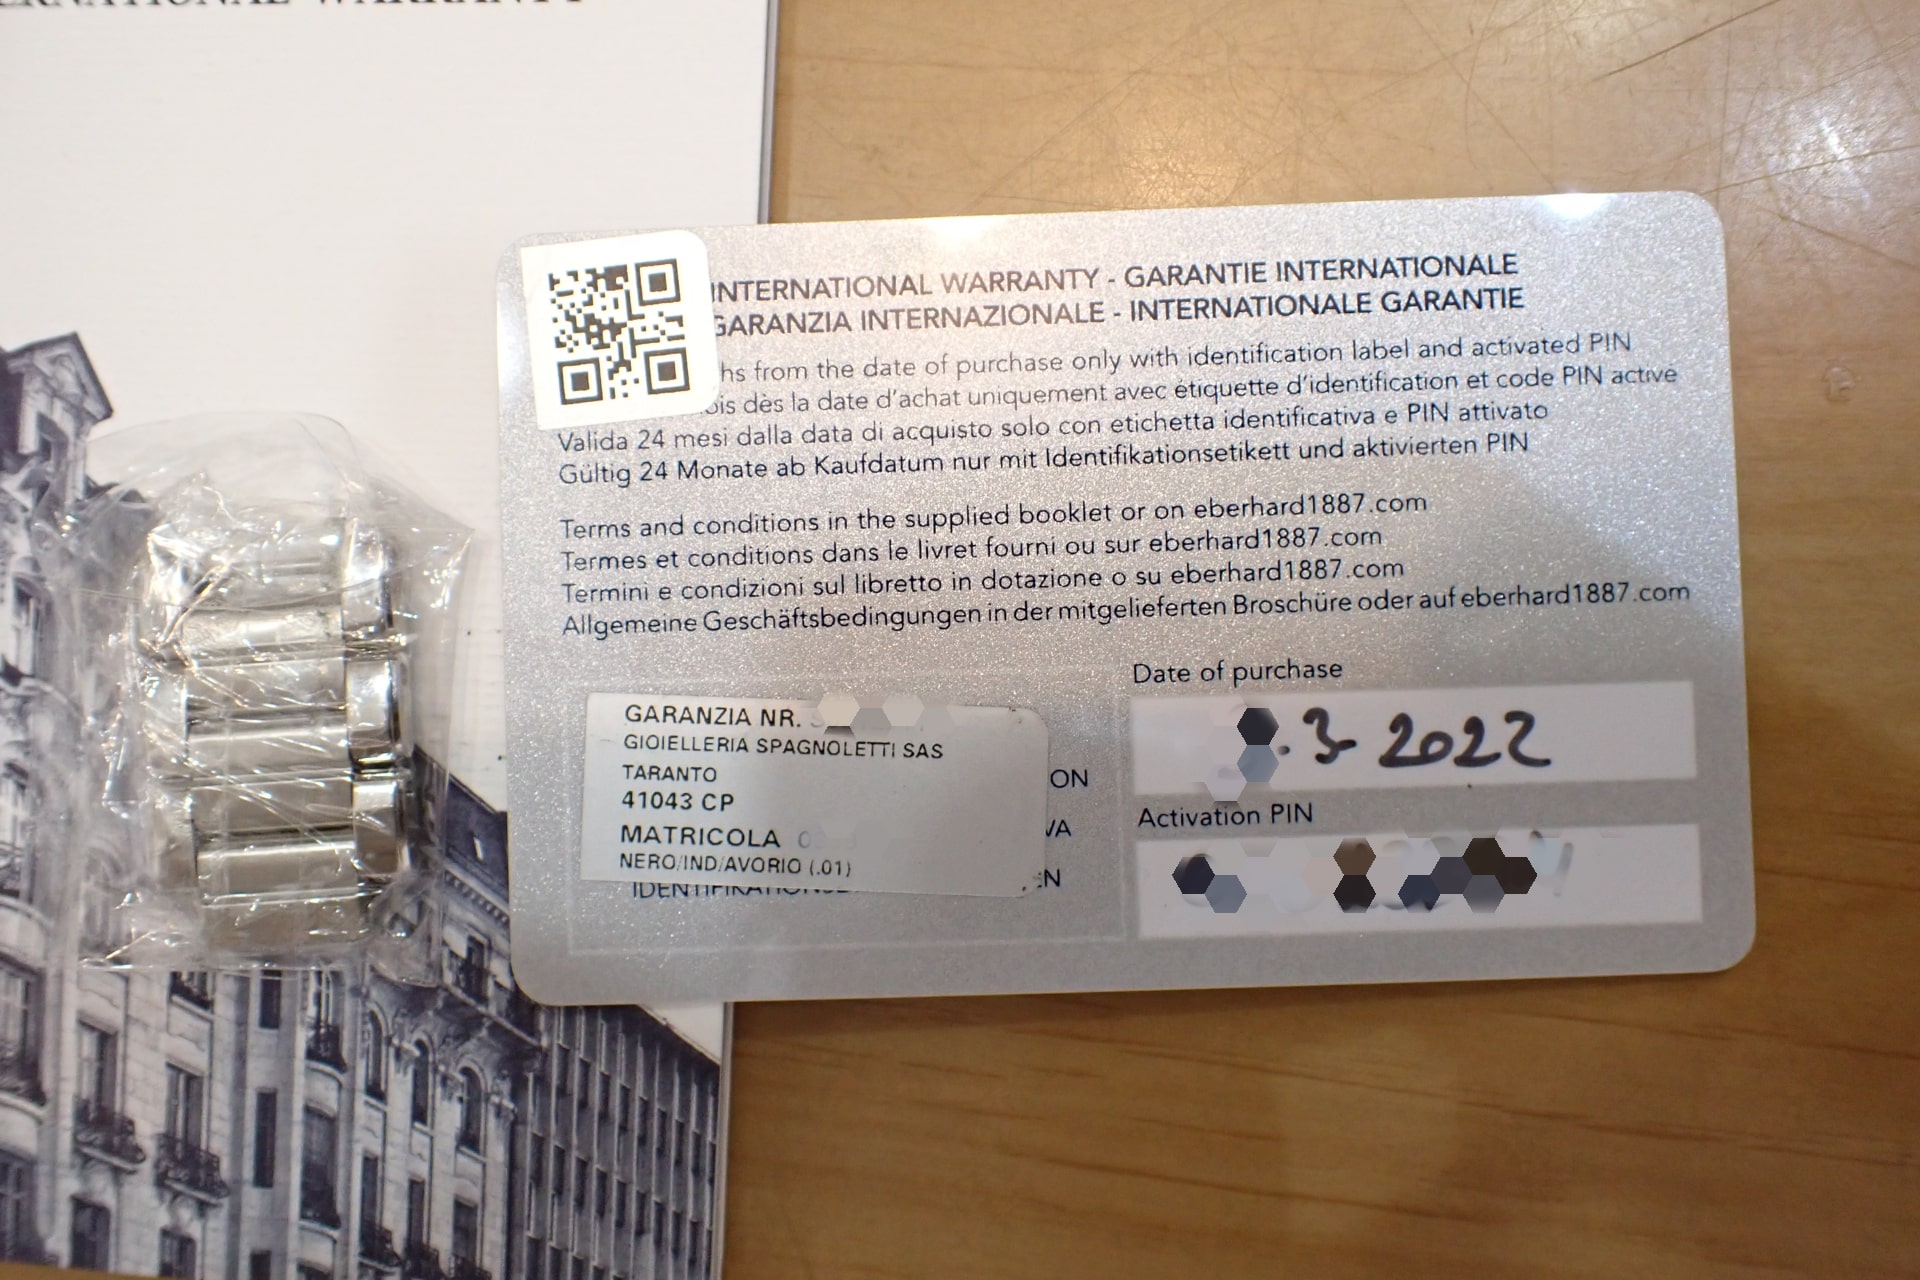 INTERNATIONAL WARRANTY - GARANTIE INTERNATIONALE
GARANZIA INTERNAZIONALE - INTERNATIONALE GARANTIE
from the date of purchase only with identification label and activated PIN
dès la date d'achat uniquement avec étiquette d'identification et code PIN activé
Valida 24 mesi dalla data di acquisto solo con etichetta identificativa e PIN attivato
Gültig 24 Monate ab Kaufdatum nur mit Identifikationsetikett und aktivierten PIN
Terms and conditions in the supplied booklet or on eberhard1887.com
Termes et conditions dans le livret fourni ou sur eberhard1887.com
Termini e condizioni sul libretto in dotazione o su eberhard1887.com
Allgemeine Geschäftsbedingungen in der mitgelieferten Broschüre oder auf eberhard1887.com
GARANZIA NR.
GIOIELLERIA SPAGNOLETTI SAS
TARANTO
41043 CP
MATRICOLA
NERO/IND/AVORIO (.01)
Date of purchase
. 3 2022
Activation PIN